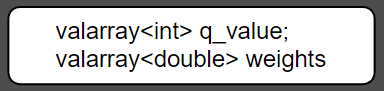 valarray<int> q_value;
valarray<double> weights